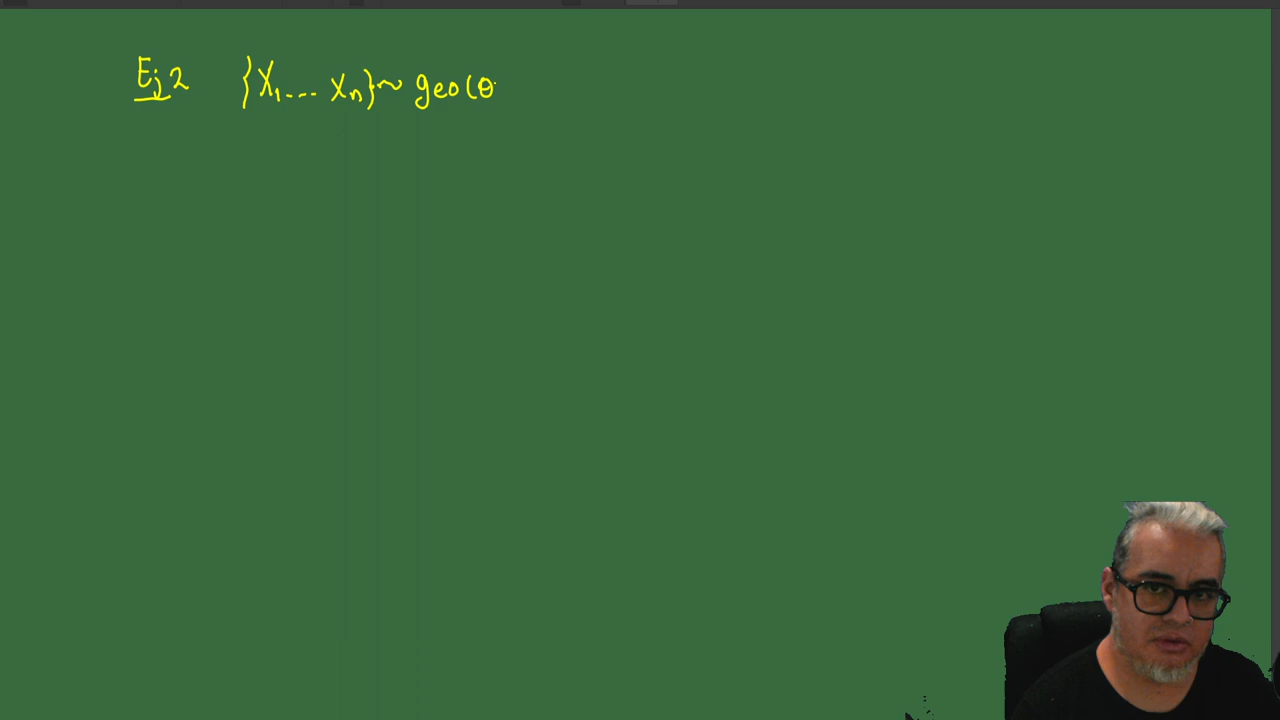 Ej 2 {X₁ ... Xₙ} ~ geo(θ